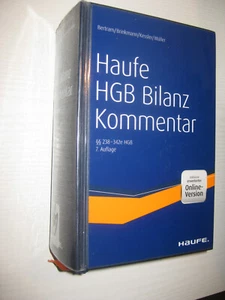 Bertram/Brinkmann/Kessler/Müller
Haufe
HGB Bilanz
Kommentar
§§ 238-342e HGB
7. Auflage
Online-
Version
HAUFE.